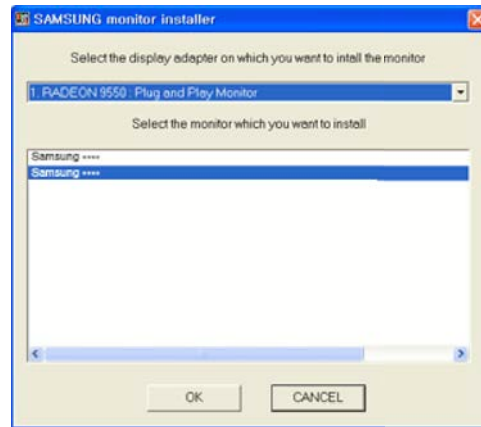 SAMSUNG monitor installer
Select the display adapter on which you want to intall the monitor
1. RADEON 9550 : Plug and Play Monitor
Select the monitor which you want to install
Samsung ****
Samsung ****
OK
CANCEL